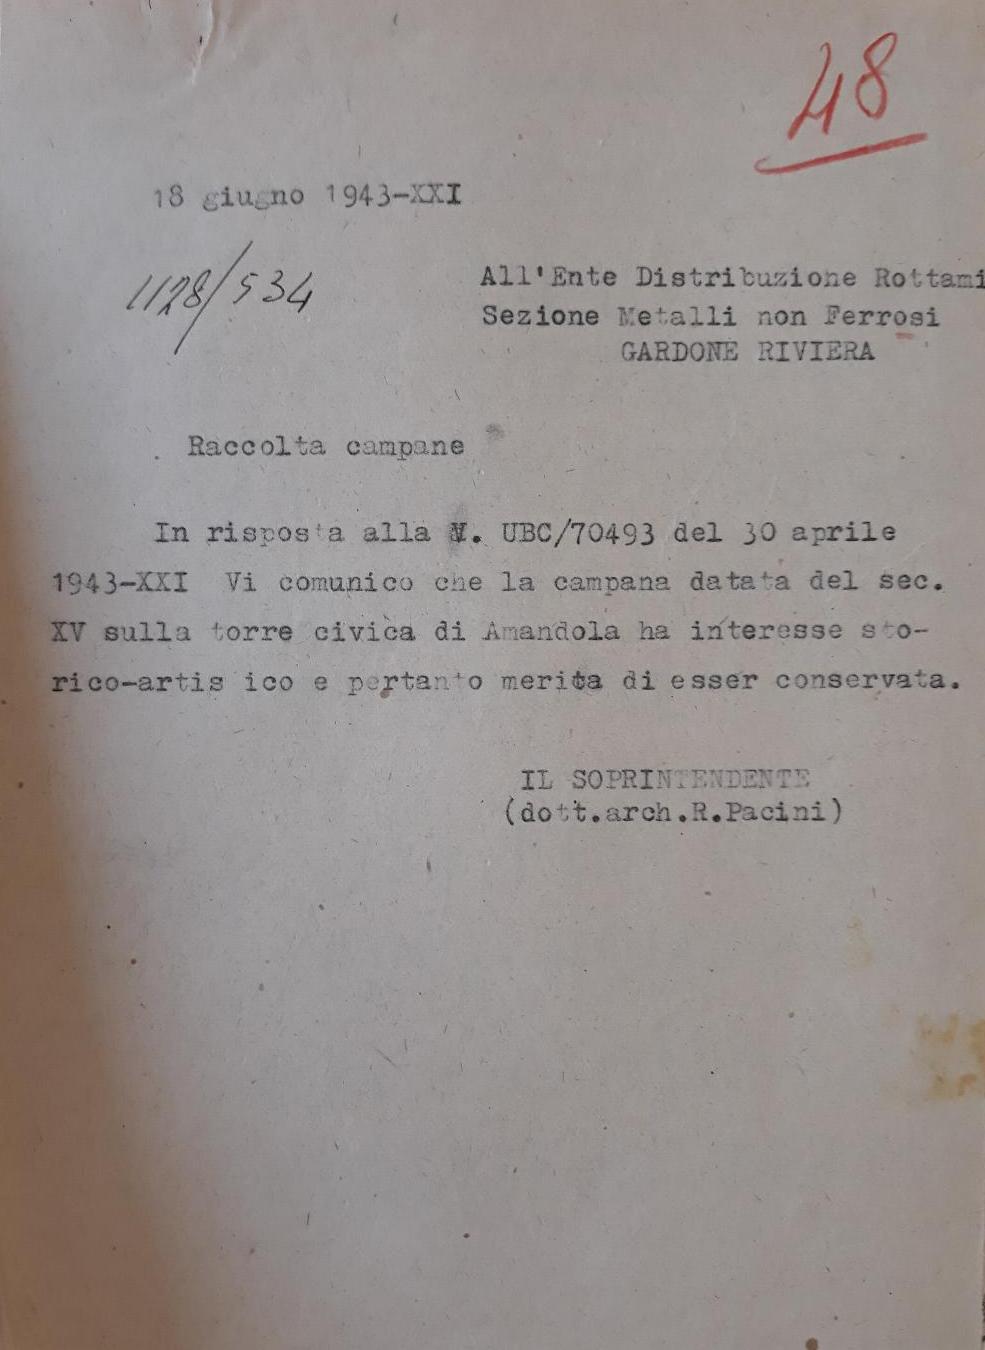 48
18 giugno 1943-XXI
1128/534
All'Ente Distribuzione Rottami
Sezione Metalli non Ferrosi
GARDONE RIVIERA
Raccolta campane
In risposta alla V. UBC/70493 del 30 aprile
1943-XXI Vi comunico che la campana datata del sec.
XV sulla torre civica di Amandola ha interesse sto-
rico-artis ico e pertanto merita di esser conservata.
IL SOPRINTENDENTE
(dott.arch.R.Pacini)